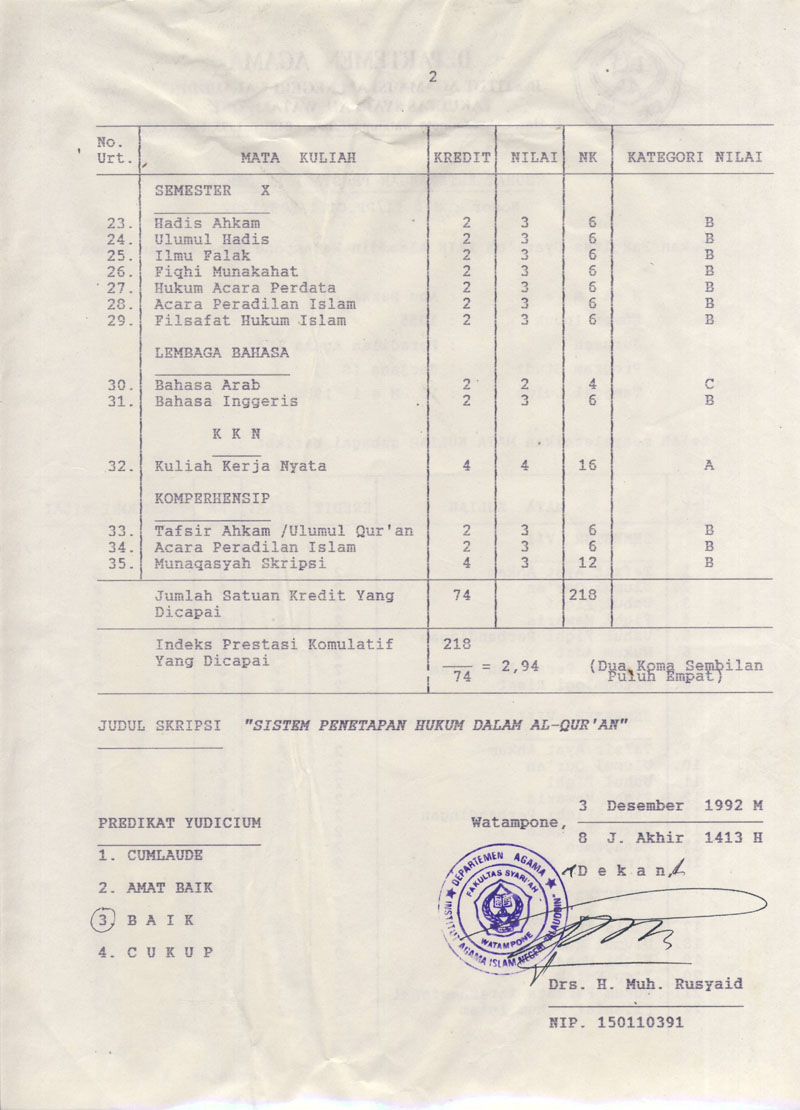 2
No.
Urt. MATA KULIAH KREDIT NILAI NK KATEGORI NILAI
SEMESTER X
23. Hadis Ahkam 2 3 6 B
24. Ulumul Hadis 2 3 6 B
25. Ilmu Falak 2 3 6 B
26. Fiqhi Munakahat 2 3 6 B
27. Hukum Acara Perdata 2 3 6 B
28. Acara Peradilan Islam 2 3 6 B
29. Filsafat Hukum Islam 2 3 6 B
LEMBAGA BAHASA
30. Bahasa Arab 2 2 4 C
31. Bahasa Inggeris 2 3 6 B
K K N
32. Kuliah Kerja Nyata 4 4 16 A
KOMPERHENSIP
33. Tafsir Ahkam /Ulumul Qur'an 2 3 6 B
34. Acara Peradilan Islam 2 3 6 B
35. Munaqasyah Skripsi 4 3 12 B
Jumlah Satuan Kredit Yang 74 218
Dicapai
Indeks Prestasi Komulatif 218
Yang Dicapai = 2,94 (Dua Koma Sembilan
74 Puluh Empat)
JUDUL SKRIPSI "SISTEM PENETAPAN HUKUM DALAM AL-QUR'AN"
3 Desember 1992 M
PREDIKAT YUDICIUM Watampone,
8 J. Akhir 1413 H
1. CUMLAUDE
D e k a n
2. AMAT BAIK
3. B A I K
4. C U K U P
DEPARTEMEN AGAMA
FAKULTAS SYARI'AH
WATAMPONE
INSTITUT AGAMA ISLAM NEGERI ALAUDDIN
Drs. H. Muh. Rusyaid
NIP. 150110391